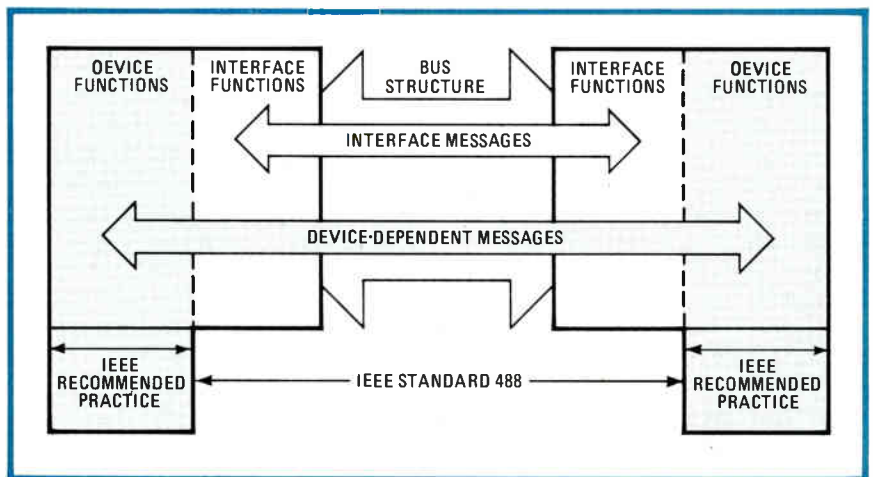 OEVICE
FUNCTIONS
INTERFACE
FUNCTIONS
BUS
STRUCTURE
INTERFACE
FUNCTIONS
OEVICE
FUNCTIONS
INTERFACE MESSAGES
DEVICE-DEPENDENT MESSAGES
IEEE
RECOMMENDED
PRACTICE
IEEE STANDARD 488
IEEE
RECOMMENDED
PRACTICE